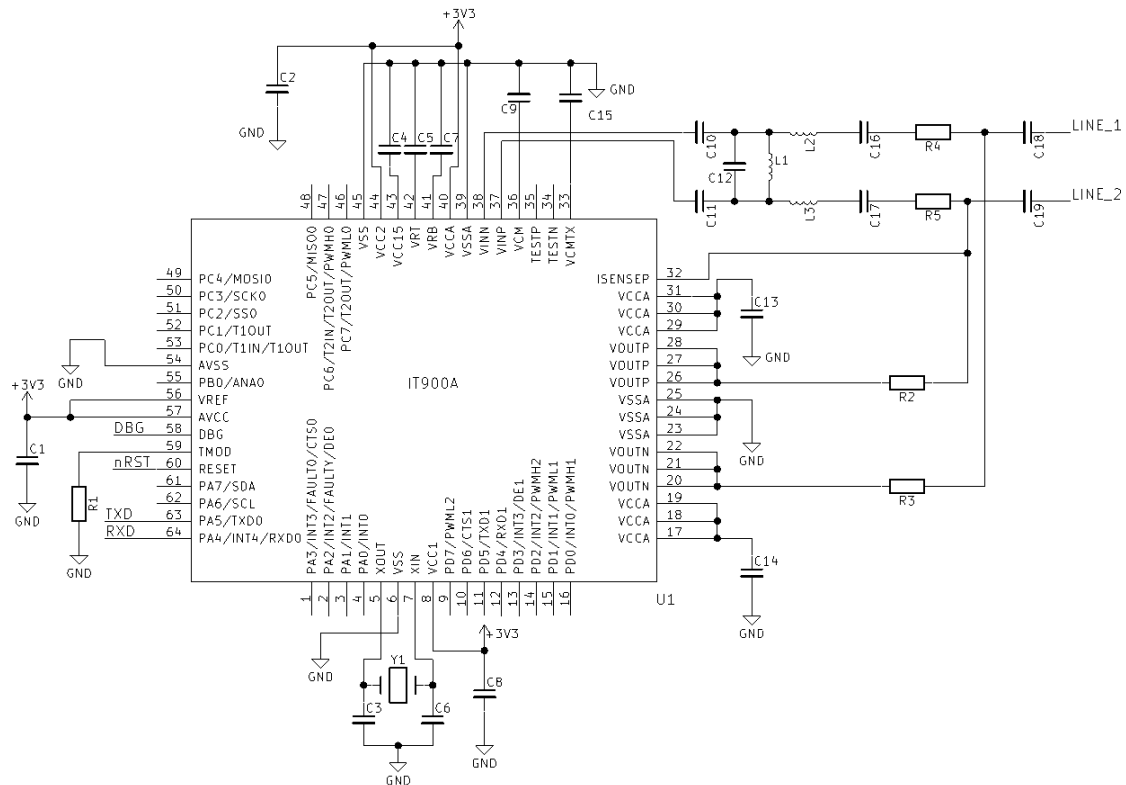 +3V3
C2
GND
GND
C9
C15
C4
C5
C7
C10
C12
L1
L2
C16
R4
C18
LINE_1
C11
L3
C17
R5
C19
LINE_2
48
47
46
45
44
43
42
41
40
39
38
37
36
35
34
33
PC5/MISO0
PC6/T2IN/T2OUT/PWMH0
PC7/T2OUT/PWML0
VSS
VCC2
VCC15
VRT
VRB
VCCA
VSSA
VINN
VINP
VCM
TESTP
TESTN
VCMTX
49 PC4/MOSI0
50 PC3/SCK0
51 PC2/SS0
52 PC1/T1OUT
53 PC0/T1IN/T1OUT
54 AVSS
55 PB0/ANA0
56 VREF
57 AVCC
DBG 58 DBG
59 TMOD
nRST 60 RESET
61 PA7/SDA
62 PA6/SCL
TXD 63 PA5/TXD0
RXD 64 PA4/INT4/RXD0
GND
+3V3
C1
GND
R1
GND
IT900A
ISENSEP 32
VCCA 31
VCCA 30
VCCA 29
VOUTP 28
VOUTP 27
VOUTP 26
VSSA 25
VSSA 24
VSSA 23
VOUTN 22
VOUTN 21
VOUTN 20
VCCA 19
VCCA 18
VCCA 17
C13
GND
R2
GND
R3
C14
GND
U1
PA3/INT3/FAULT0/CTS0
PA2/INT2/FAULTY/DE0
PA1/INT1
PA0/INT0
XOUT
VSS
XIN
VCC1
PD7/PWML2
PD6/CTS1
PD5/TXD1
PD4/RXD1
PD3/INT3/DE1
PD2/INT2/PWMH2
PD1/INT1/PWML1
PD0/INT0/PWMH1
1
2
3
4
5
6
7
8
9
10
11
12
13
14
15
16
GND
+3V3
Y1
C3
C6
C8
GND
GND